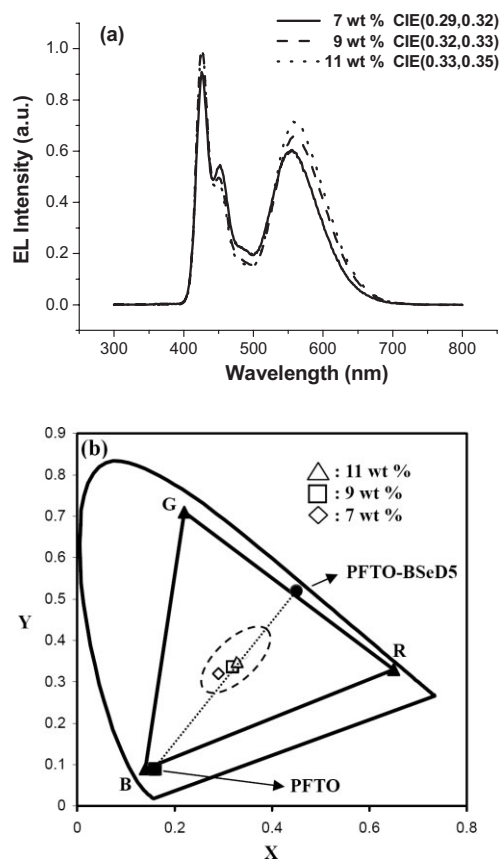 (a)
7 wt % CIE(0.29,0.32)
9 wt % CIE(0.32,0.33)
11 wt % CIE(0.33,0.35)
EL Intensity (a.u.)
1.0
0.8
0.6
0.4
0.2
0.0
300 400 500 600 700 800
Wavelength (nm)
(b)
0.9
0.8
0.7
0.6
0.5
0.4
0.3
0.2
0.1
0
: 11 wt %
: 9 wt %
: 7 wt %
G
PFTO-BSeD5
Y
R
B
PFTO
0 0.2 0.4 0.6 0.8
X